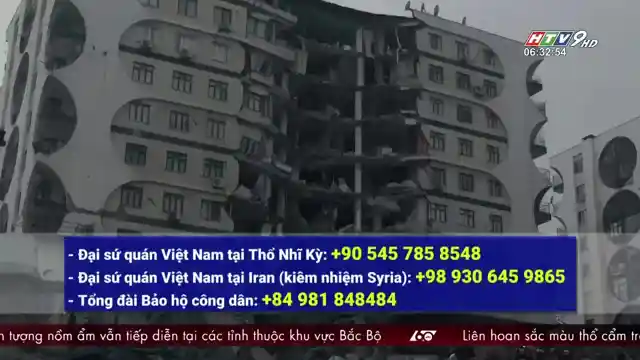 HTV9HD
06:32:54
- Đại sứ quán Việt Nam tại Thổ Nhĩ Kỳ: +90 545 785 8548
- Đại sứ quán Việt Nam tại Iran (kiêm nhiệm Syria): +98 930 645 9865
- Tổng đài Bảo hộ công dân: +84 981 848484
tượng nồm ẩm vẫn tiếp diễn tại các tỉnh thuộc khu vực Bắc Bộ
60 Liên hoan sắc màu thổ cẩm